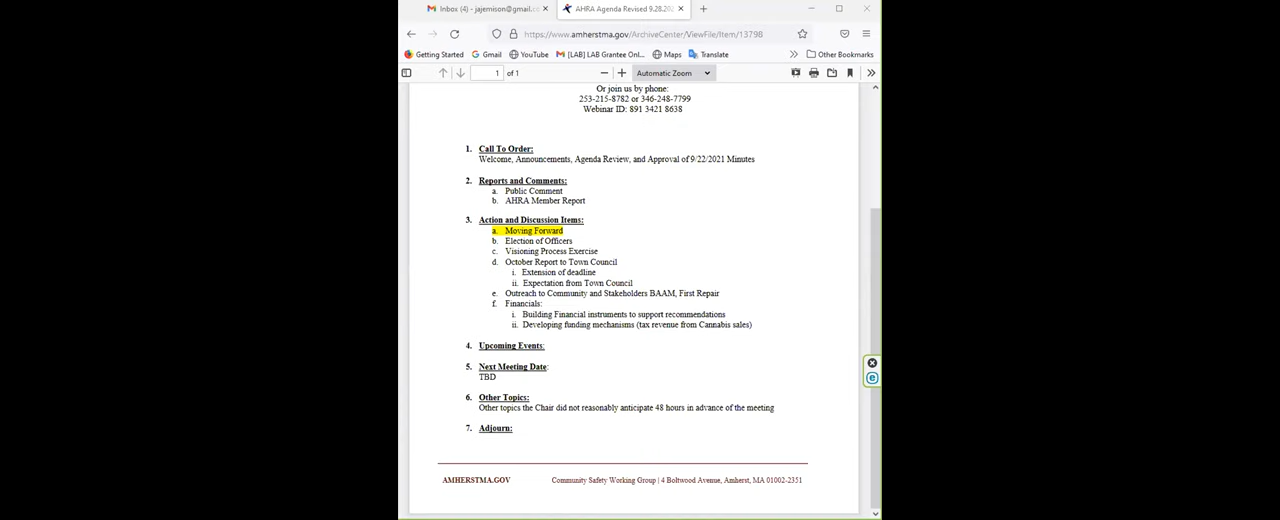 Inbox (4) - jajemison@gmail.co
AHRA Agenda Revised 9.28.202
https://www.amherstma.gov/ArchiveCenter/ViewFile/Item/13798
Getting Started
Gmail
YouTube
[LAB] LAB Grantee Onl...
Maps
Translate
Other Bookmarks
1 of 1
Automatic Zoom
Or join us by phone:
253-215-8782 or 346-248-7799
Webinar ID: 891 3421 8638
1. Call To Order:
Welcome, Announcements, Agenda Review, and Approval of 9/22/2021 Minutes
2. Reports and Comments:
a. Public Comment
b. AHRA Member Report
3. Action and Discussion Items:
a. Moving Forward
b. Election of Officers
c. Visioning Process Exercise
d. October Report to Town Council
i. Extension of deadline
ii. Expectation from Town Council
e. Outreach to Community and Stakeholders BAAM, First Repair
f. Financials:
i. Building Financial instruments to support recommendations
ii. Developing funding mechanisms (tax revenue from Cannabis sales)
4. Upcoming Events:
5. Next Meeting Date:
TBD
6. Other Topics:
Other topics the Chair did not reasonably anticipate 48 hours in advance of the meeting
7. Adjourn:
AMHERSTMA.GOV
Community Safety Working Group | 4 Boltwood Avenue, Amherst, MA 01002-2351